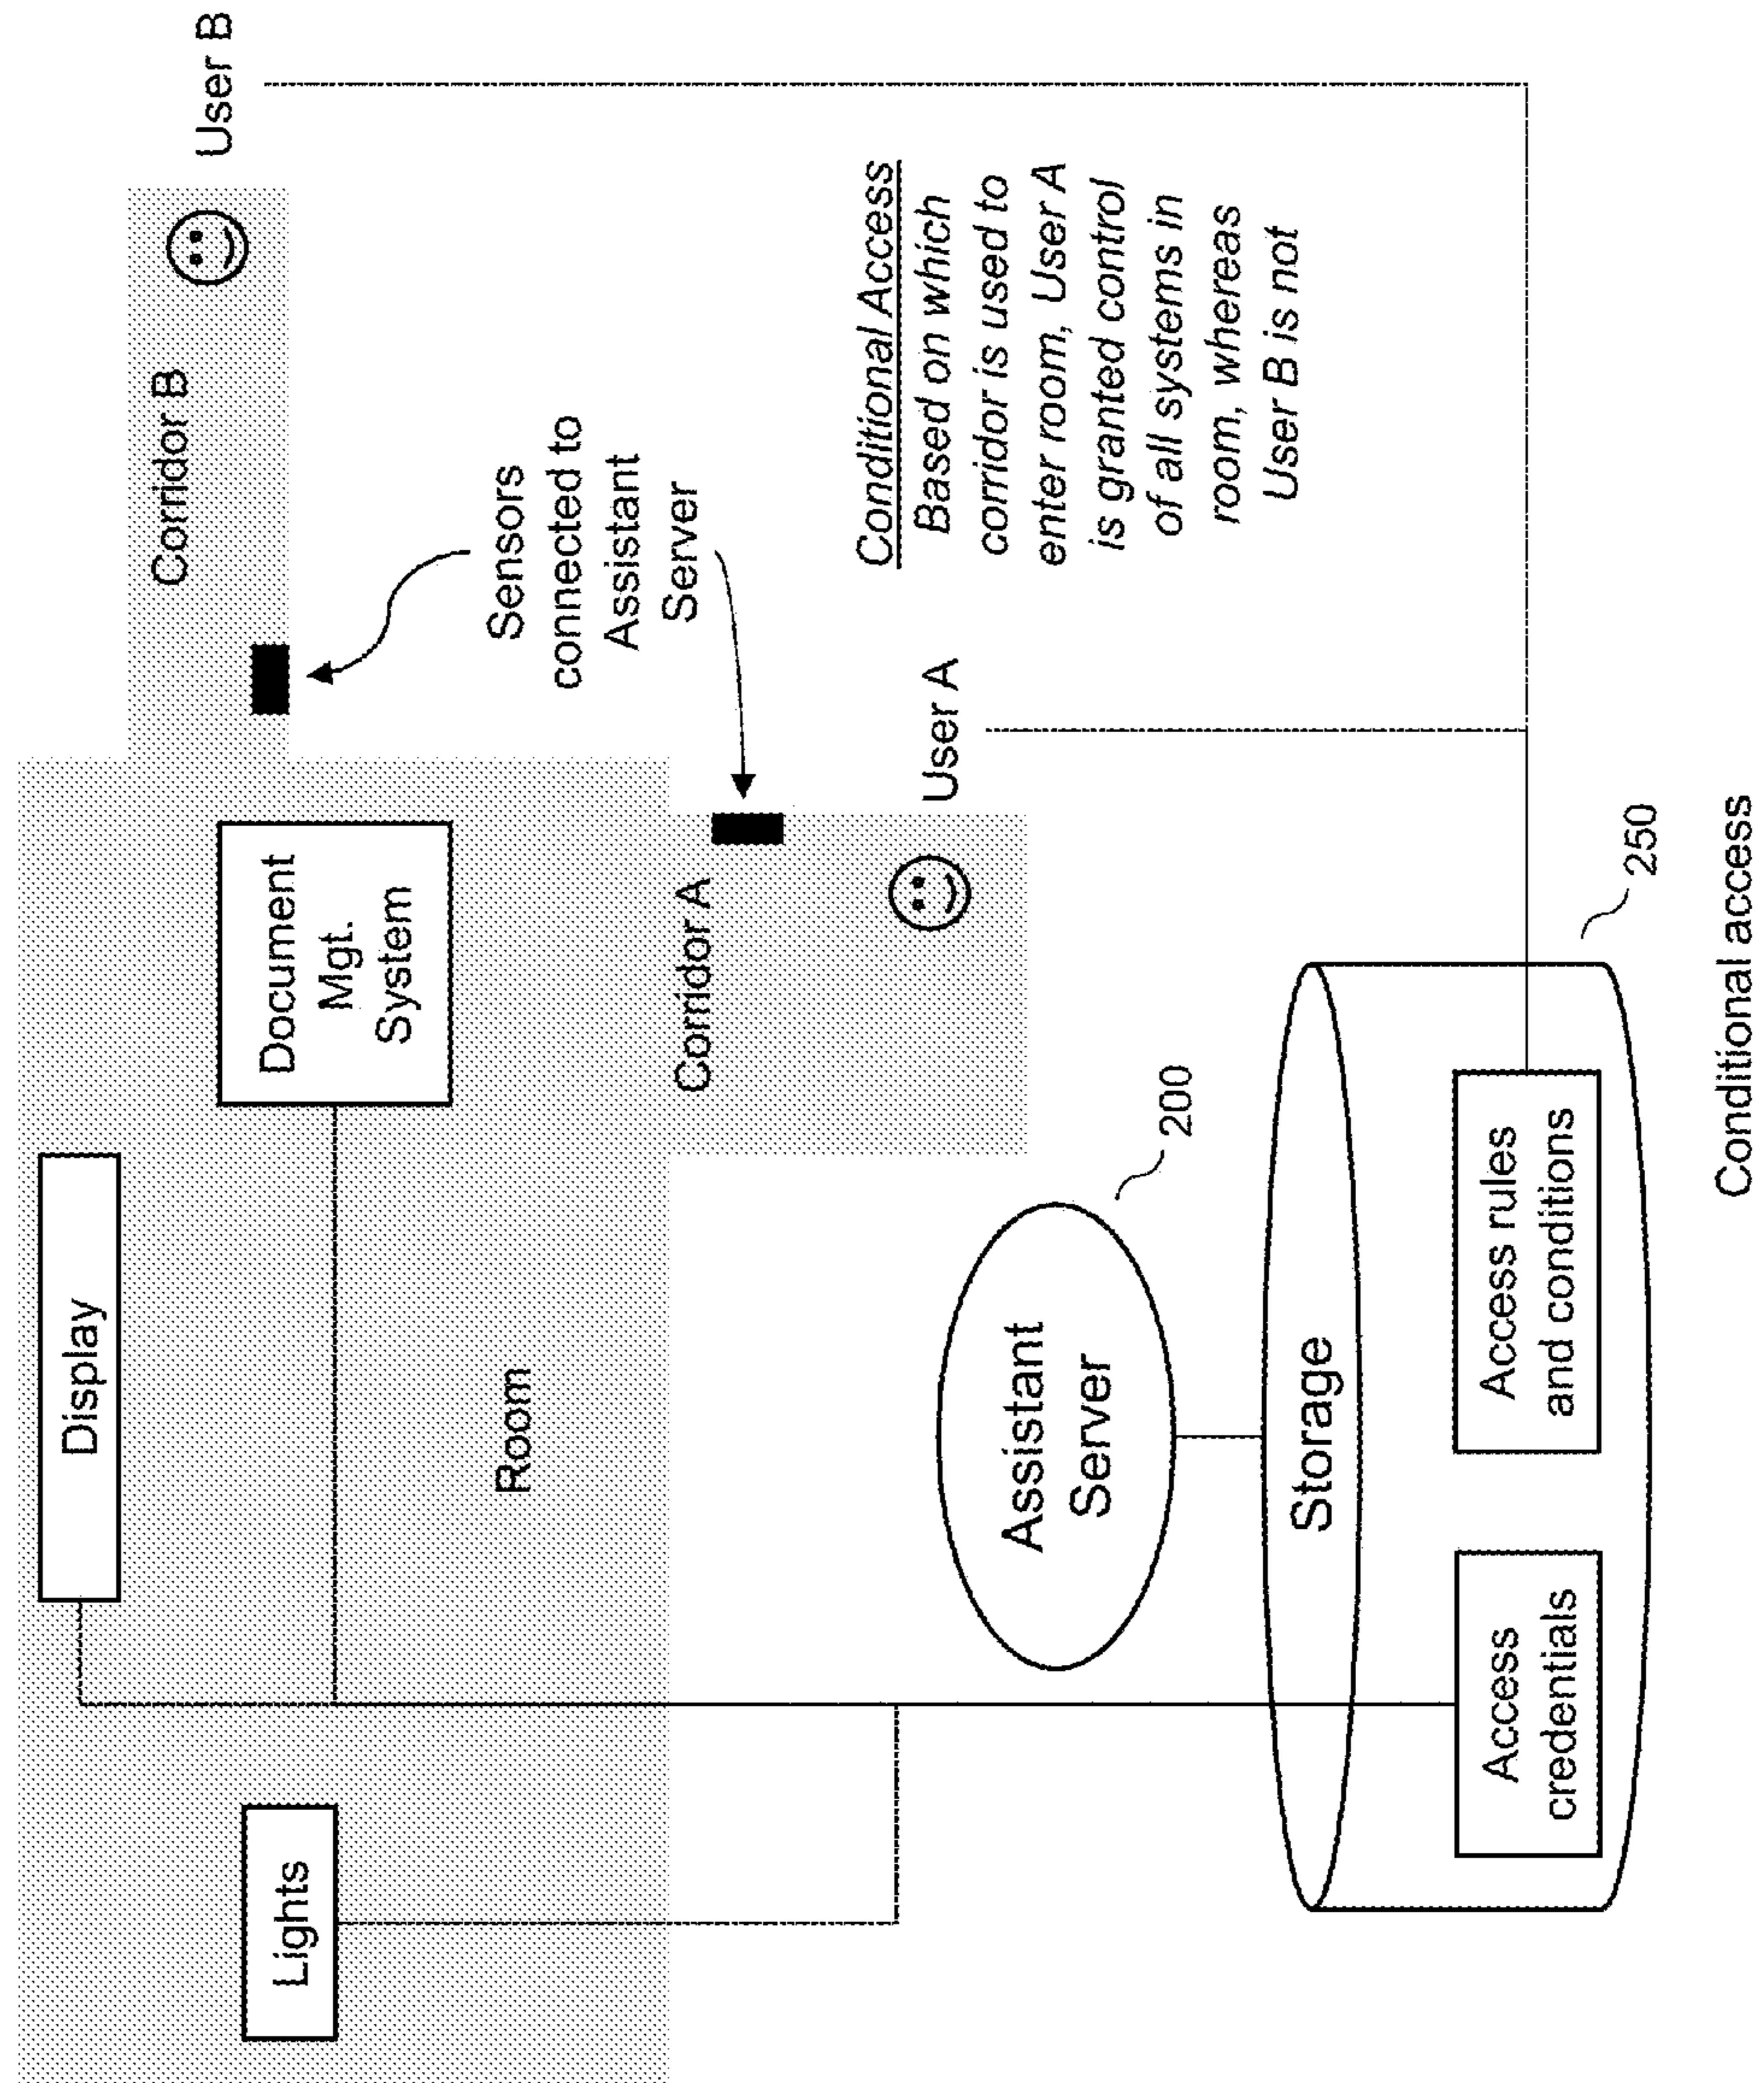 Display
Lights
Document
Mgt.
System
Room
Corridor B
User B
Sensors
connected to
Assistant
Server
Corridor A
User A
Conditional Access
Based on which
corridor is used to
enter room, User A
is granted control
of all systems in
room, whereas
User B is not
Assistant
Server
200
Storage
250
Access
credentials
Access rules
and conditions
Conditional access